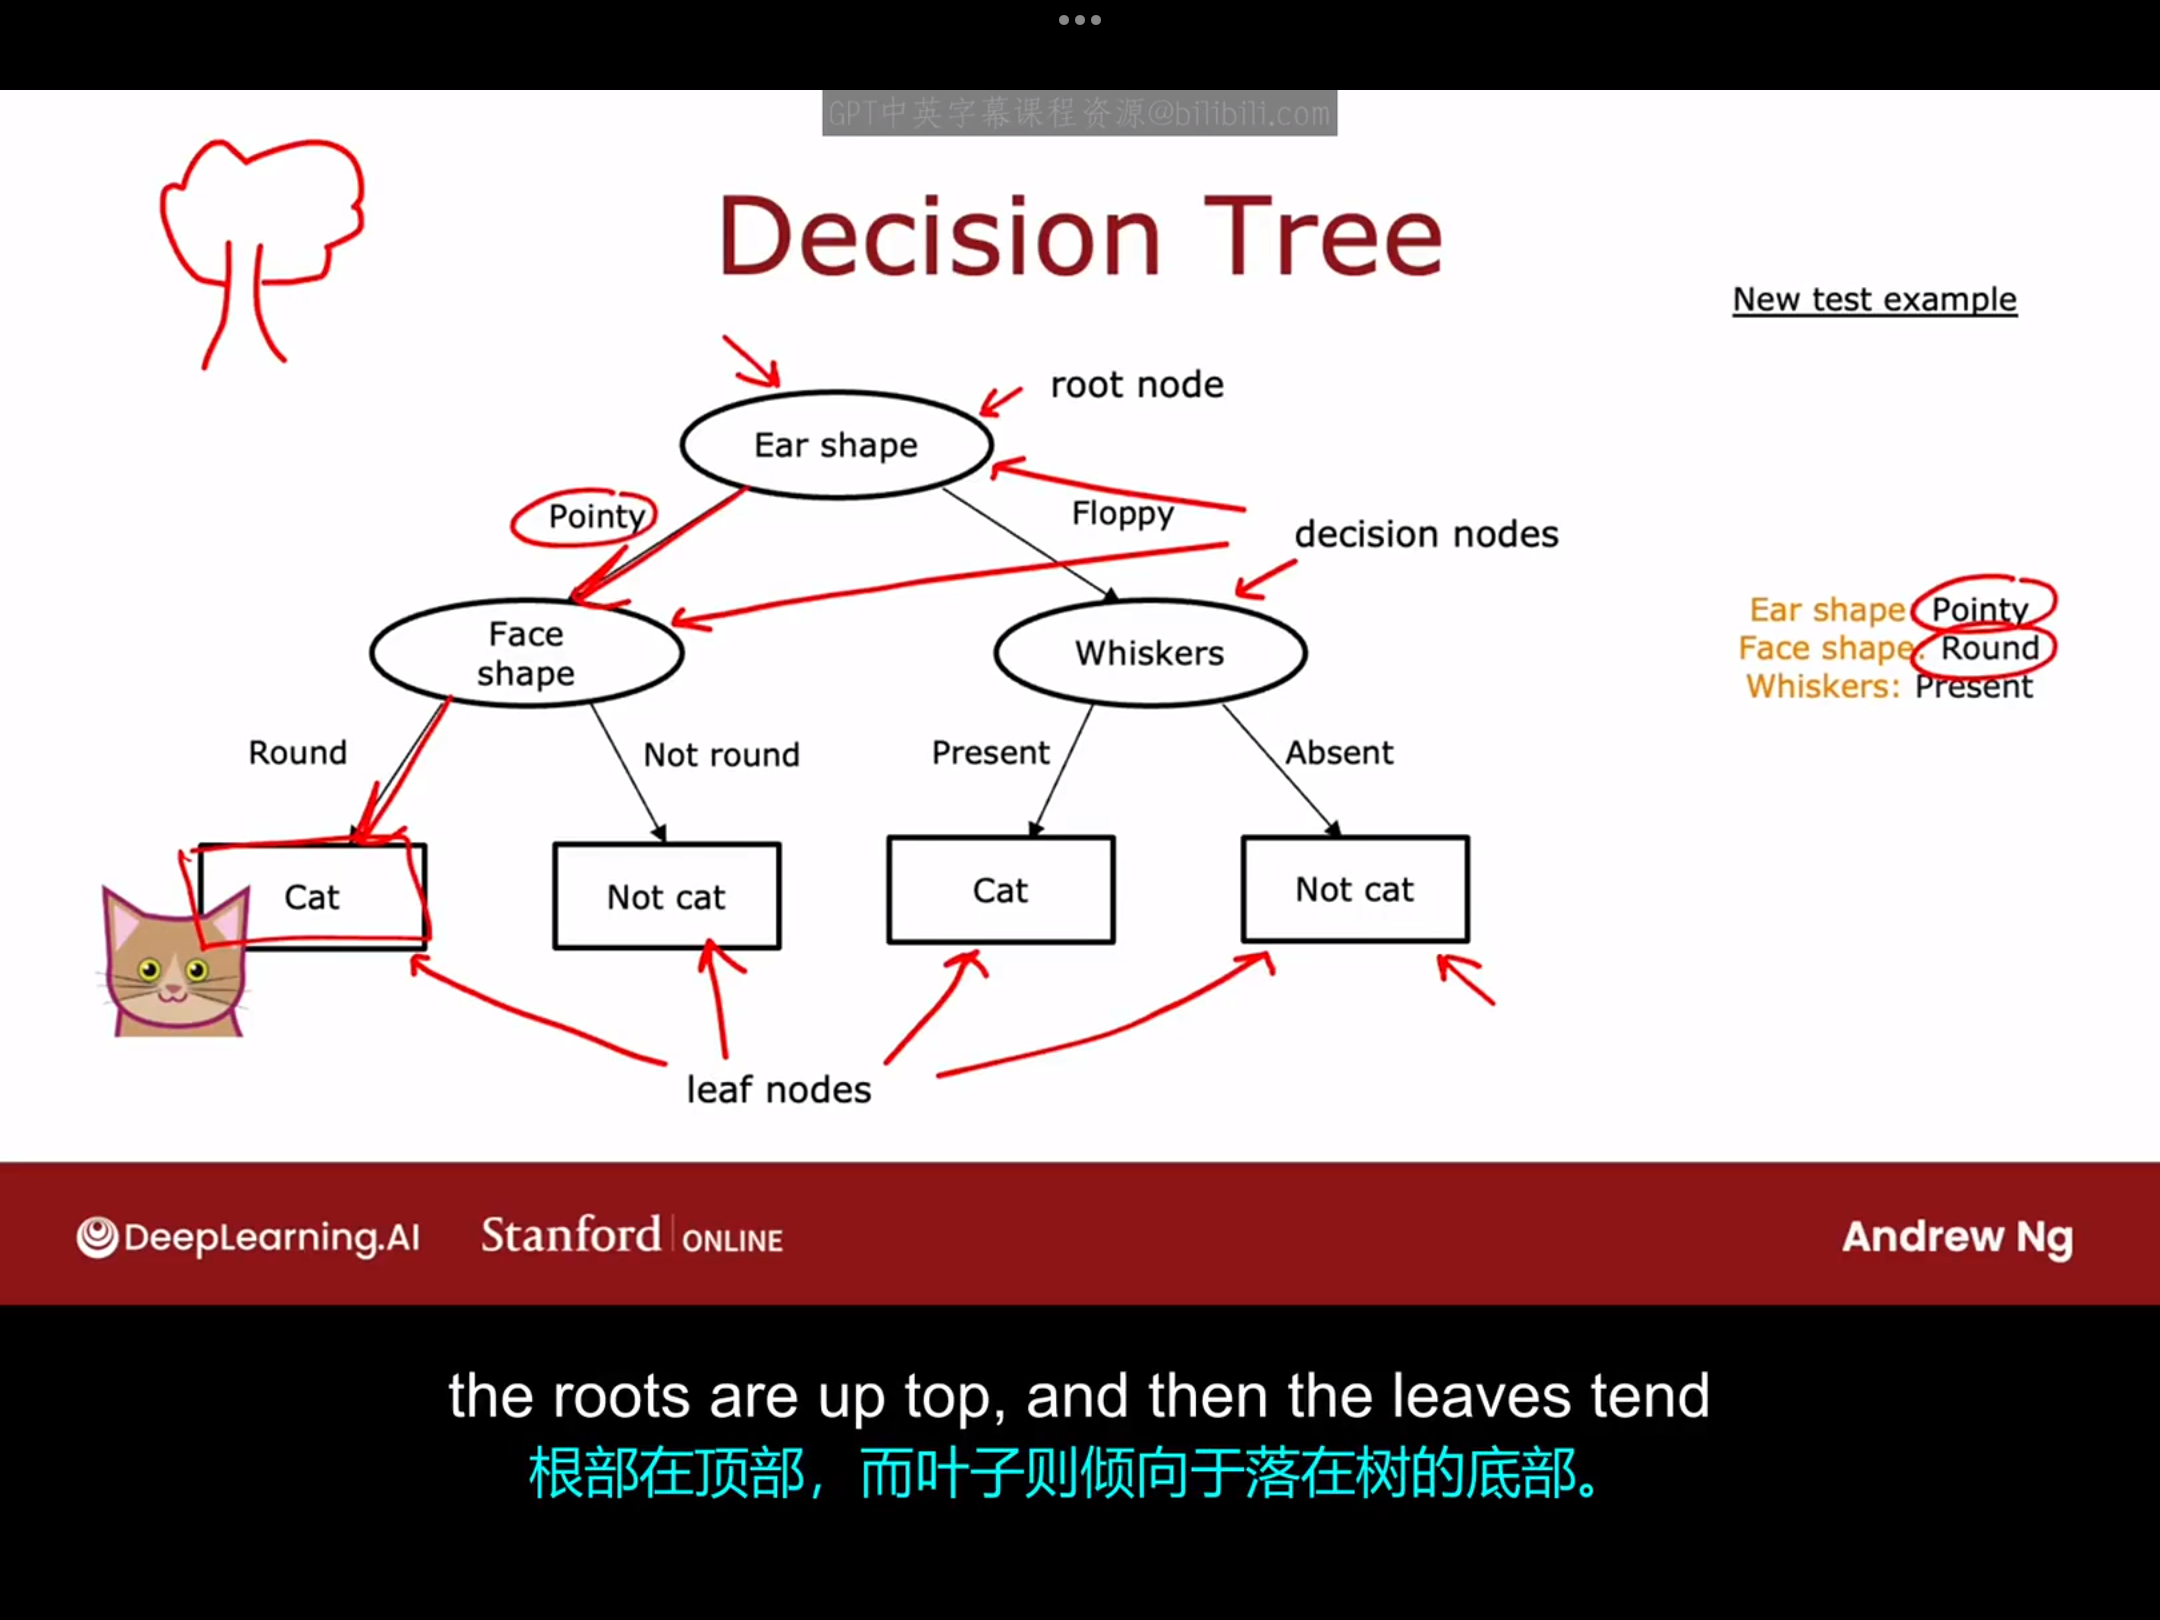 GPT中英字幕课程资源@bilibili.com
Decision Tree
New test example
root node
Ear shape
Pointy
Floppy
decision nodes
Face
shape
Whiskers
Ear shape Pointy
Face shape: Round
Whiskers: Present
Round
Not round
Present
Absent
Cat
Not cat
Cat
Not cat
leaf nodes
DeepLearning.AI
Stanford ONLINE
Andrew Ng
the roots are up top, and then the leaves tend
根部在顶部，而叶子则倾向于落在树的底部。